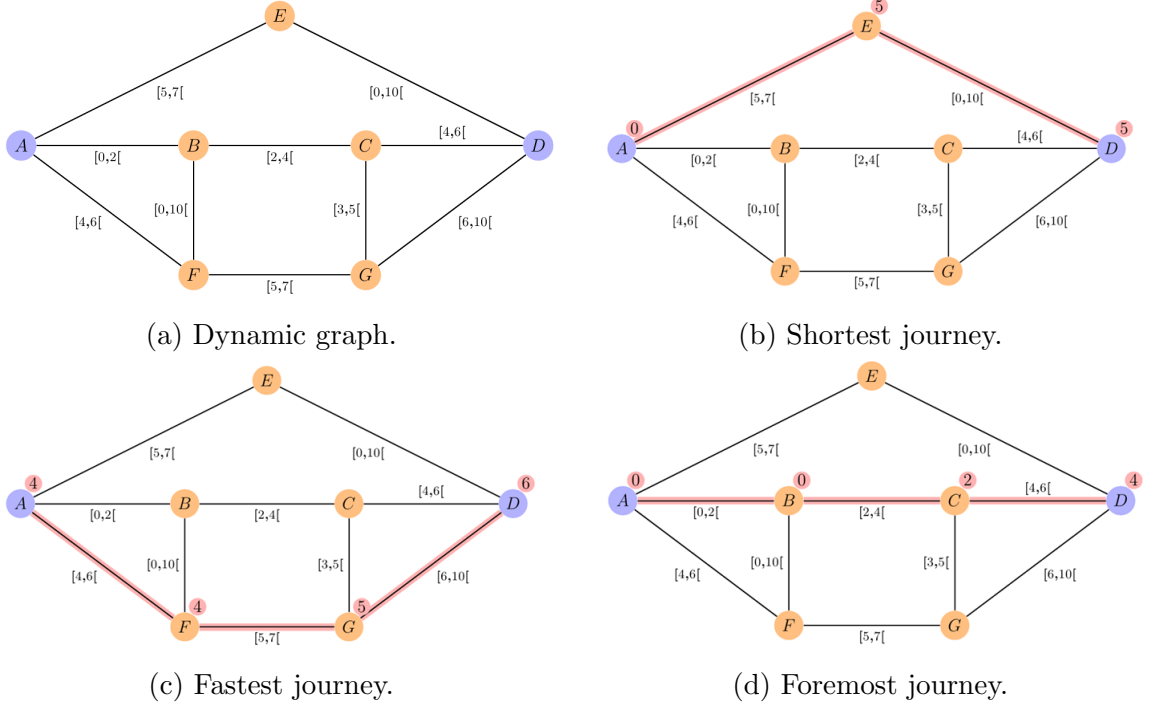 E
[5,7[ [0,10[
[4,6[
A B C D
[0,2[ [2,4[
[0,10[ [3,5[
[4,6[ [6,10[
F G
[5,7[
(a) Dynamic graph.
5
E
[5,7[ [0,10[
0 [4,6[ 5
A B C D
[0,2[ [2,4[
[0,10[ [3,5[
[4,6[ [6,10[
F G
[5,7[
(b) Shortest journey.
E
[5,7[ [0,10[
4 [4,6[ 6
A B C D
[0,2[ [2,4[
[0,10[ [3,5[
[4,6[ [6,10[
4 5
F G
[5,7[
(c) Fastest journey.
E
[5,7[ [0,10[
0 0 2 [4,6[ 4
A B C D
[0,2[ [2,4[
[0,10[ [3,5[
[4,6[ [6,10[
F G
[5,7[
(d) Foremost journey.